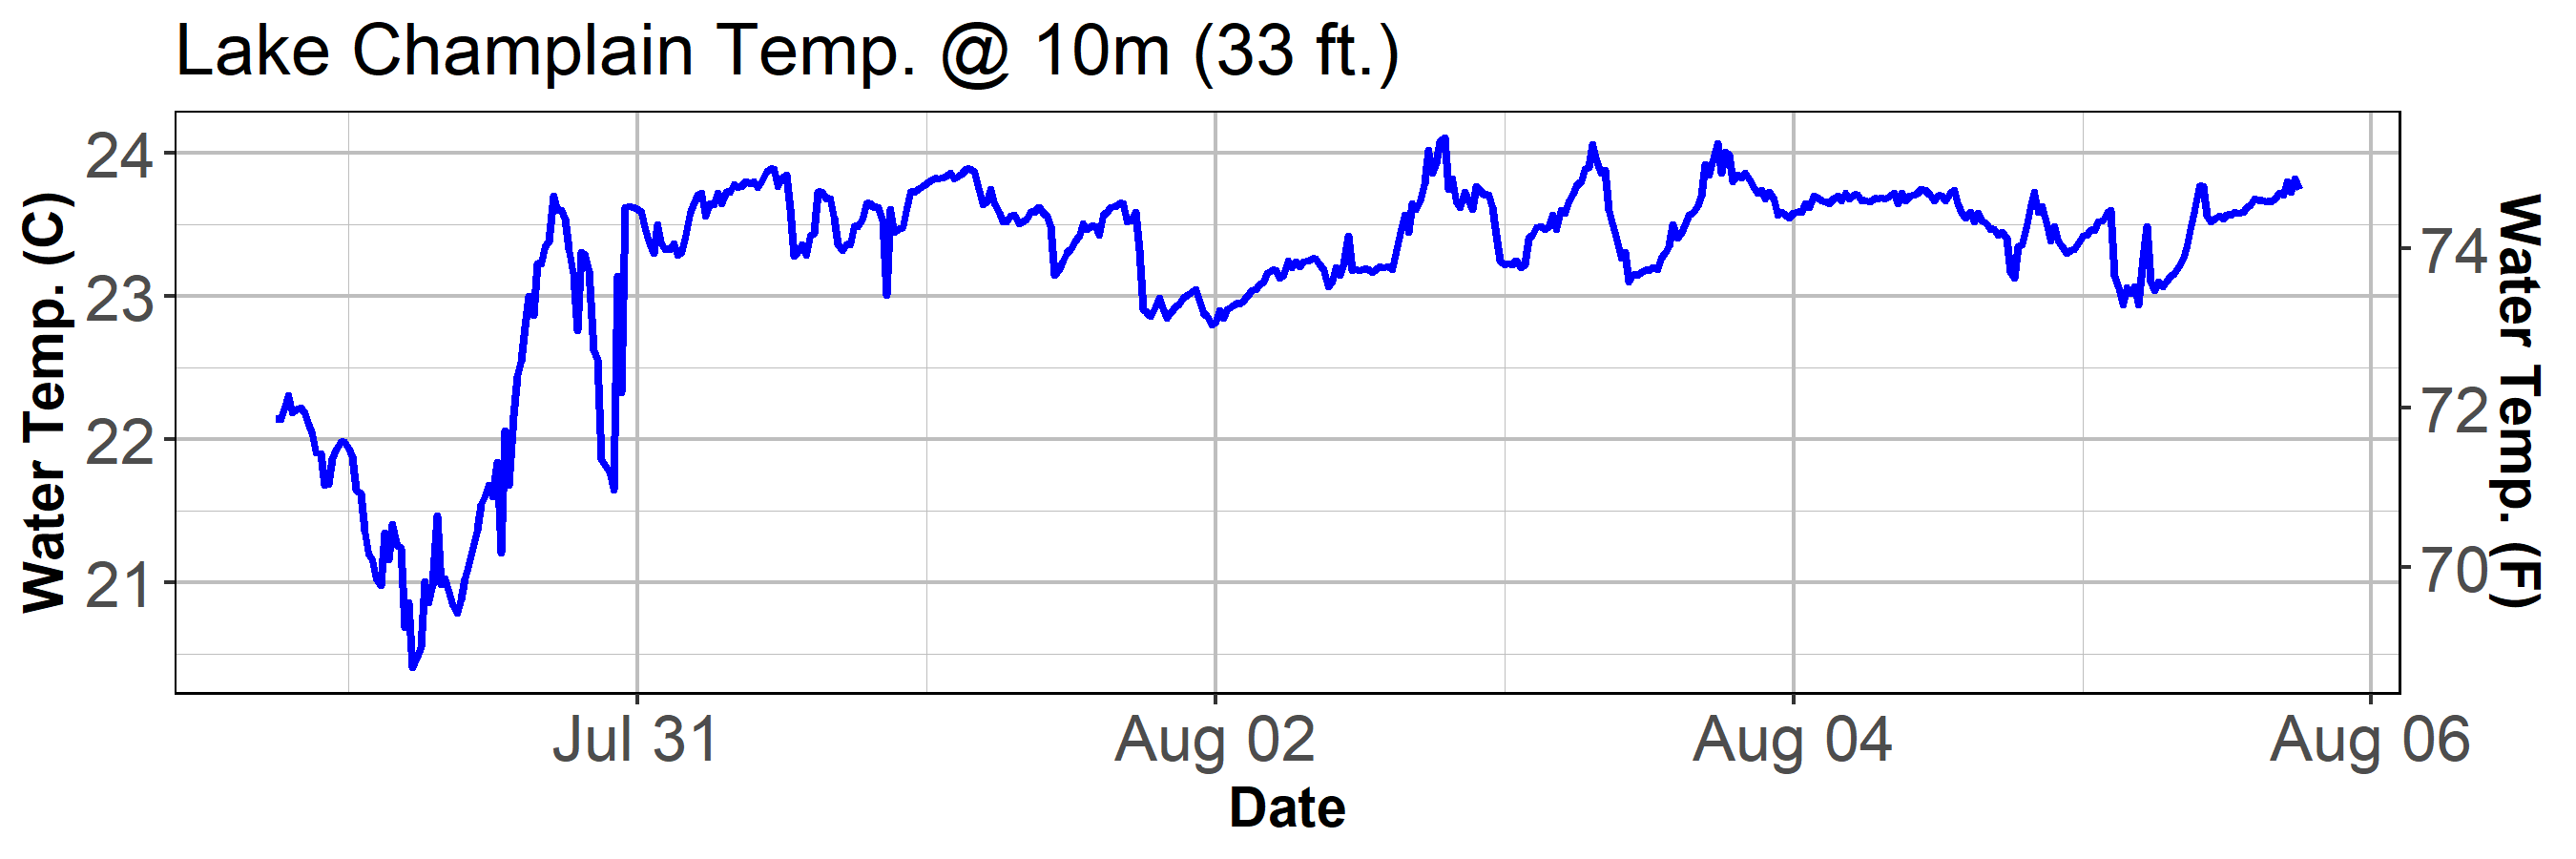 Lake Champlain Temp. @ 10m (33 ft.)
Water Temp. (C)
24
23
22
21
74
72
70
Water Temp. (F)
Jul 31
Aug 02
Aug 04
Aug 06
Date